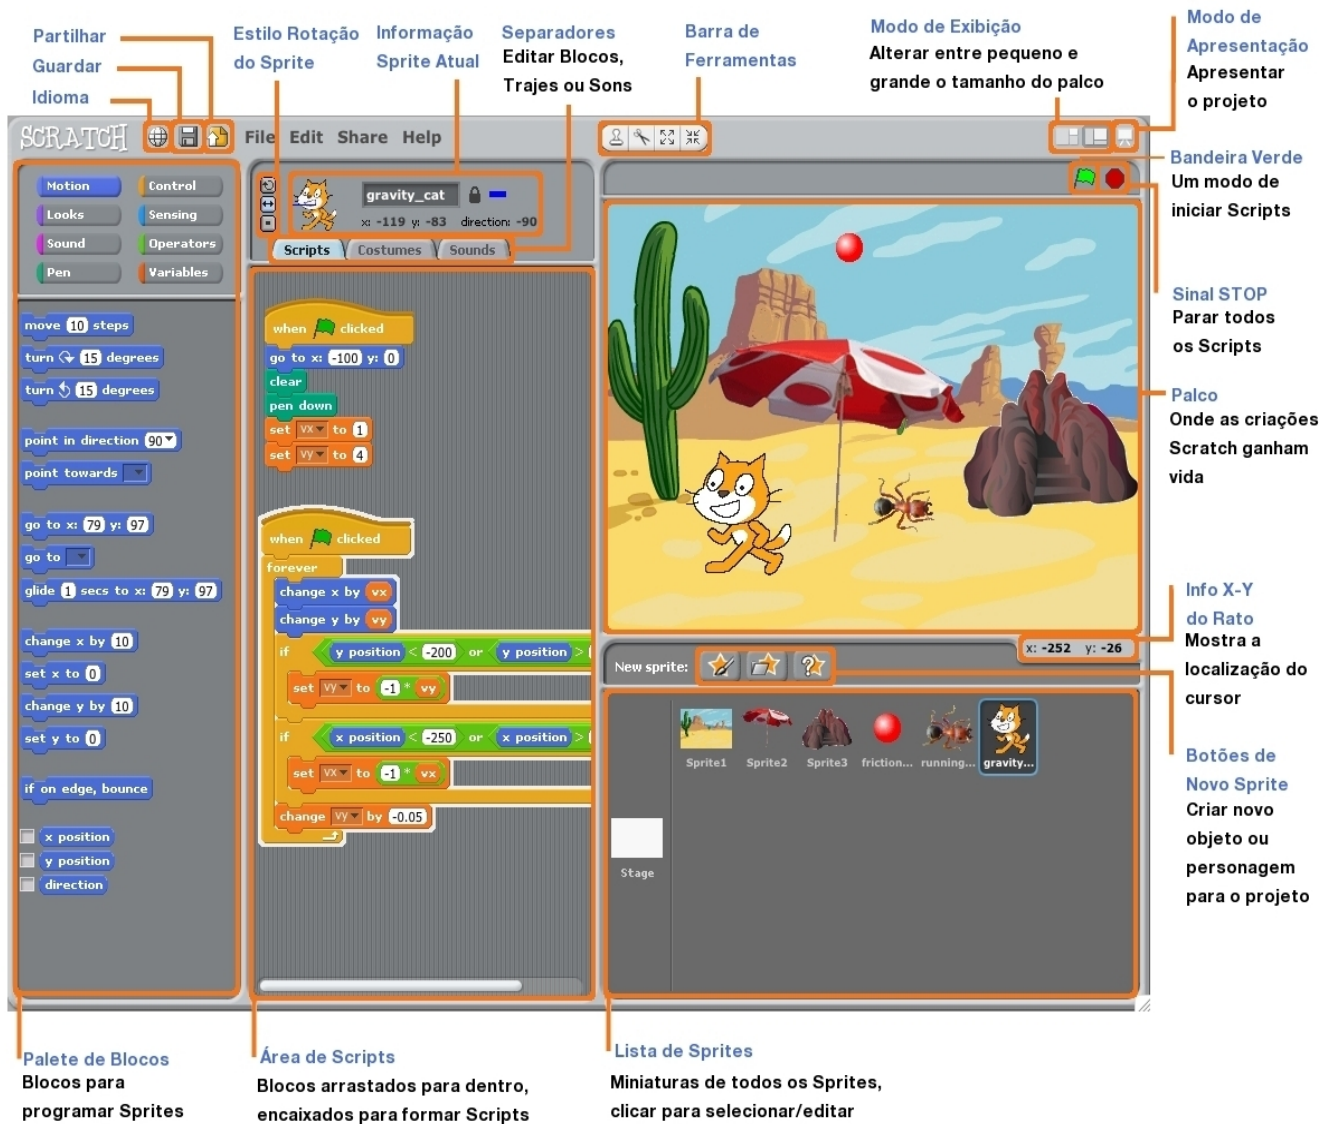 Partilhar
Guardar
Idioma
Estilo Rotação
do Sprite
Informação
Sprite Atual
Separadores
Editar Blocos,
Trajes ou Sons
Barra de
Ferramentas
Modo de Exibição
Alterar entre pequeno e
grande o tamanho do palco
Modo de
Apresentação
Apresentar
o projeto
SCRATCH
File Edit Share Help
Motion
Control
Looks
Sensing
Sound
Operators
Pen
Variables
move 10 steps
turn 15 degrees
turn 15 degrees
point in direction 90
point towards
go to x: 79 y: 97
go to
glide 1 secs to x: 79 y: 97
change x by 10
set x to 0
change y by 10
set y to 0
if on edge, bounce
x position
y position
direction
gravity_cat
x: -119 y: -83 direction: -90
Scripts
Costumes
Sounds
when clicked
go to x: -100 y: 0
clear
pen down
set vx to 1
set vy to 4
when clicked
forever
change x by vx
change y by vy
if y position < -200 or y position >
set vy to -1 * vy
if x position < -250 or x position >
set vx to -1 * vx
change vy by -0.05
Bandeira Verde
Um modo de
iniciar Scripts
Sinal STOP
Parar todos
os Scripts
Palco
Onde as criações
Scratch ganham
vida
Info X-Y
do Rato
Mostra a
localização do
cursor
x: -252 y: -26
New sprite:
Sprite1
Sprite2
Sprite3
friction...
running...
gravity...
Stage
Botões de
Novo Sprite
Criar novo
objeto ou
personagem
para o projeto
Palete de Blocos
Blocos para
programar Sprites
Área de Scripts
Blocos arrastados para dentro,
encaixados para formar Scripts
Lista de Sprites
Miniaturas de todos os Sprites,
clicar para selecionar/editar